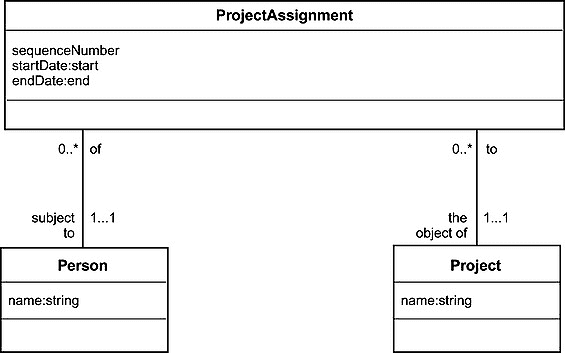 ProjectAssignment
sequenceNumber
startDate:start
endDate:end
0..* of
0..* to
subject
to
1...1
the
object of
1...1
Person
name:string
Project
name:string